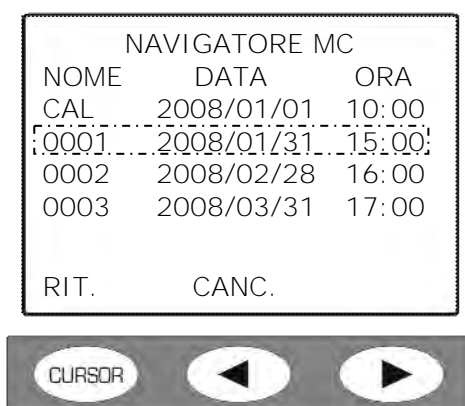 NAVIGATORE MC
NOME DATA ORA
CAL 2008/01/01 10:00
0001 2008/01/31 15:00
0002 2008/02/28 16:00
0003 2008/03/31 17:00
RIT. CANC.
CURSOR